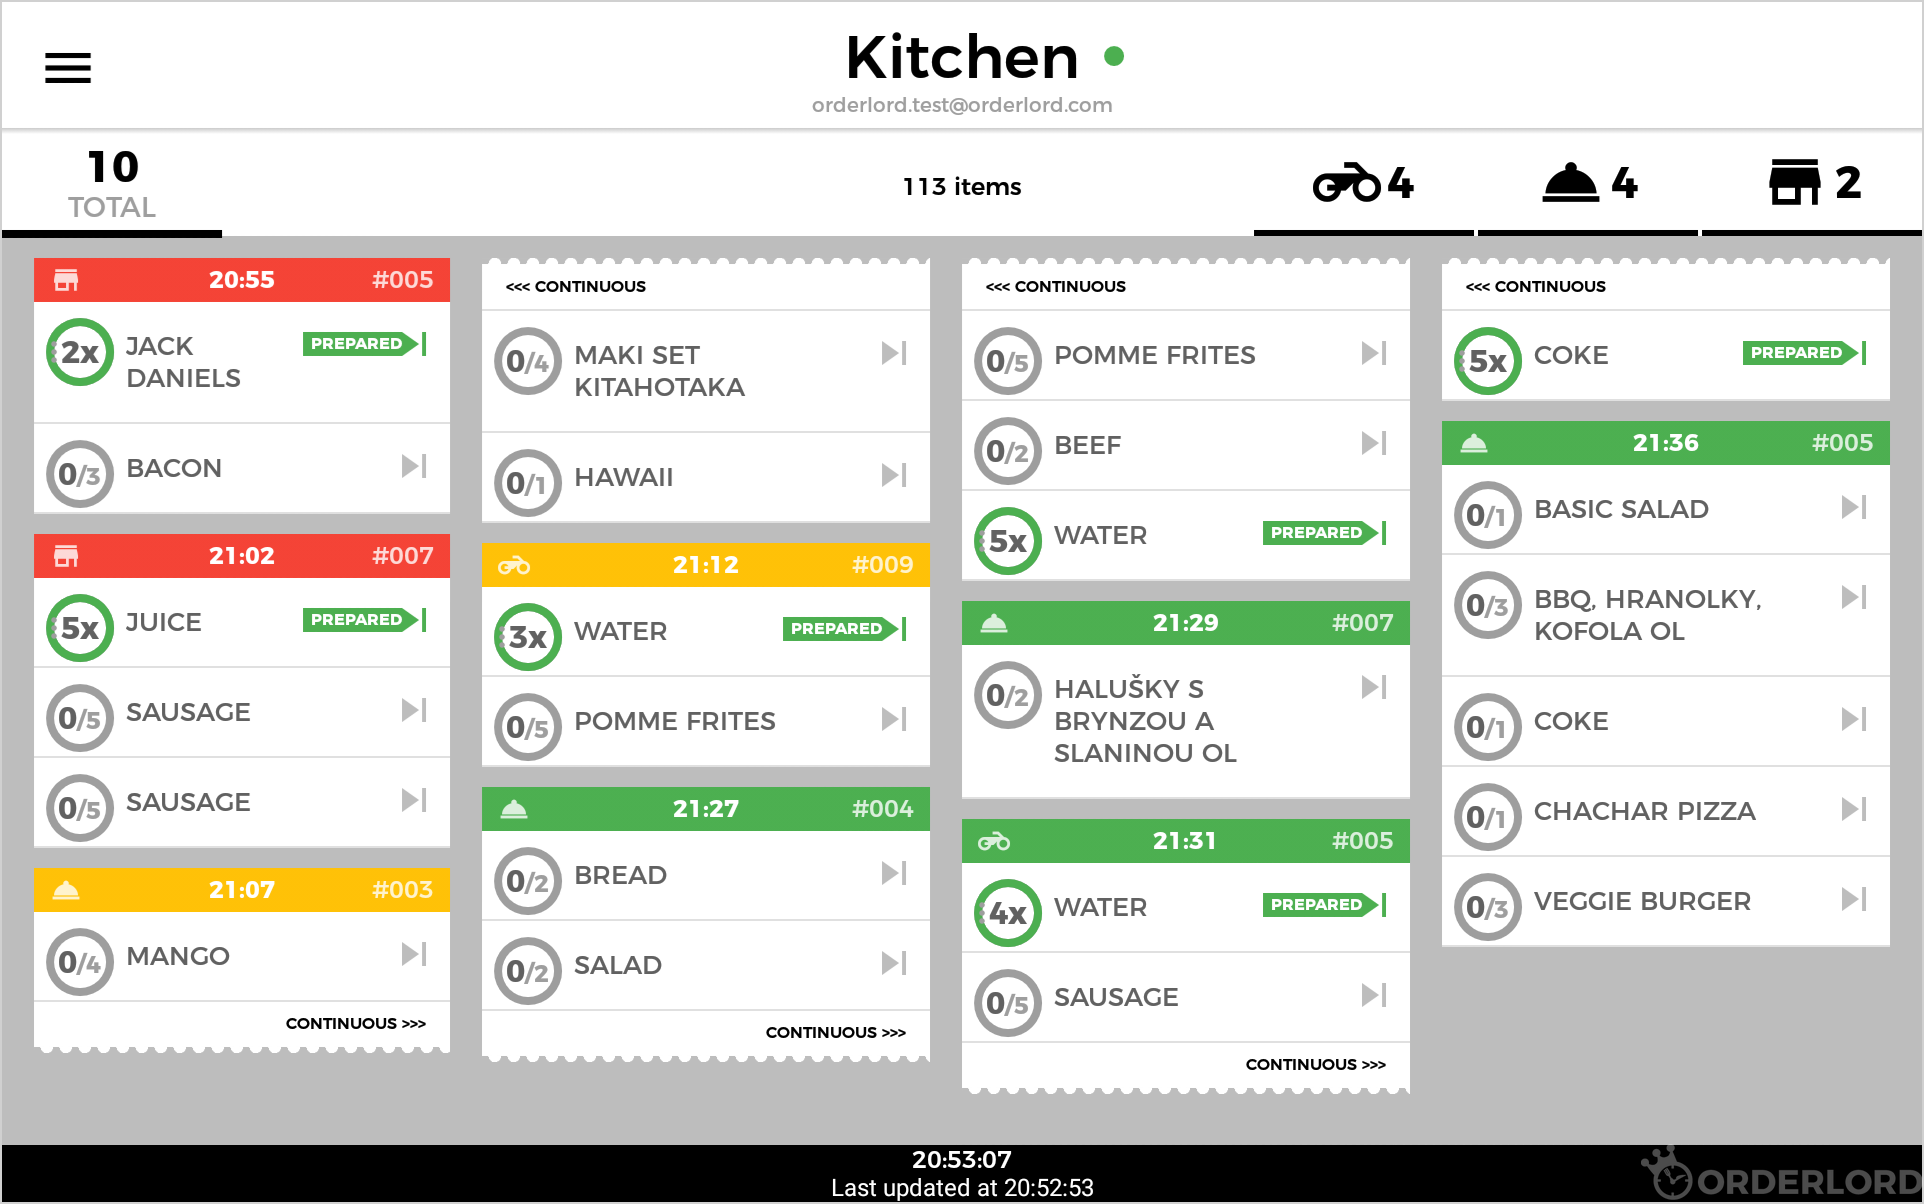 Kitchen
orderlord.test@orderlord.com
10
TOTAL
113 items
4
4
2
20:55 #005
2x JACK DANIELS PREPARED
0/3 BACON
21:02 #007
5x JUICE PREPARED
0/5 SAUSAGE
0/5 SAUSAGE
21:07 #003
0/4 MANGO
CONTINUOUS >>>
<<< CONTINUOUS
0/4 MAKI SET
KITAHOTAKA
0/1 HAWAII
21:12 #009
3x WATER PREPARED
0/5 POMME FRITES
21:27 #004
0/2 BREAD
0/2 SALAD
CONTINUOUS >>>
<<< CONTINUOUS
0/5 POMME FRITES
0/2 BEEF
5x WATER PREPARED
21:29 #007
0/2 HALUŠKY S
BRYNZOU A
SLANINOU OL
21:31 #005
4x WATER PREPARED
0/5 SAUSAGE
CONTINUOUS >>>
<<< CONTINUOUS
5x COKE PREPARED
21:36 #005
0/1 BASIC SALAD
0/3 BBQ, HRANOLKY,
KOFOLA OL
0/1 COKE
0/1 CHACHAR PIZZA
0/3 VEGGIE BURGER
20:53:07
Last updated at 20:52:53
ORDERLORD